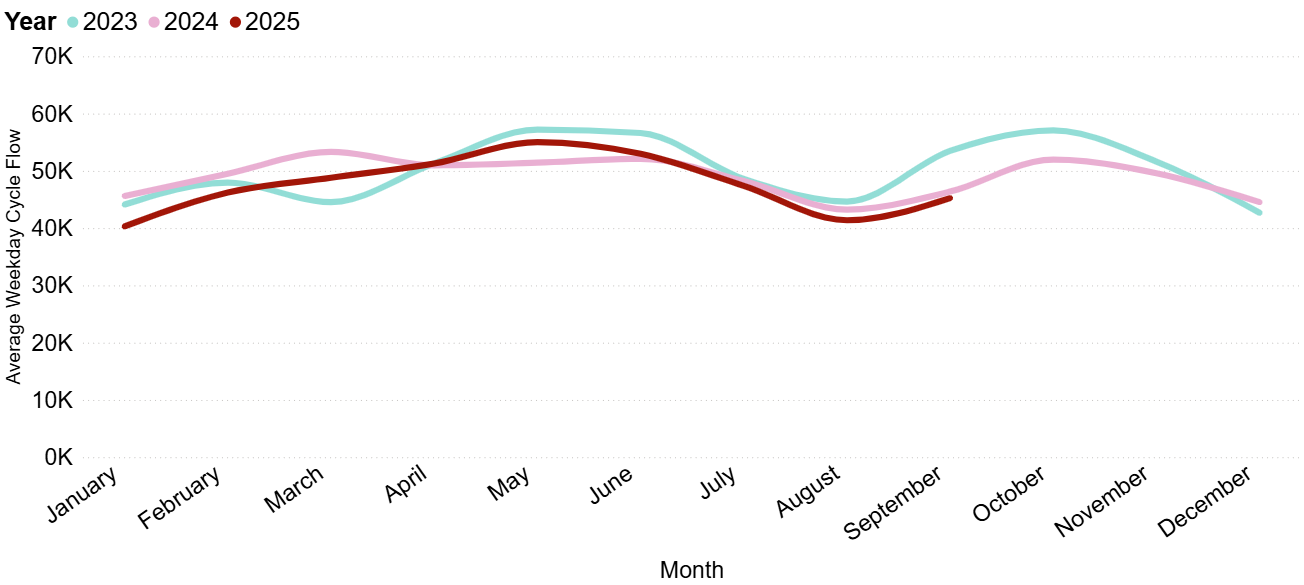 Year 2023 2024 2025
70K
60K
50K
40K
30K
20K
10K
0K
Average Weekday Cycle Flow
January February March April May June July August September October November December
Month